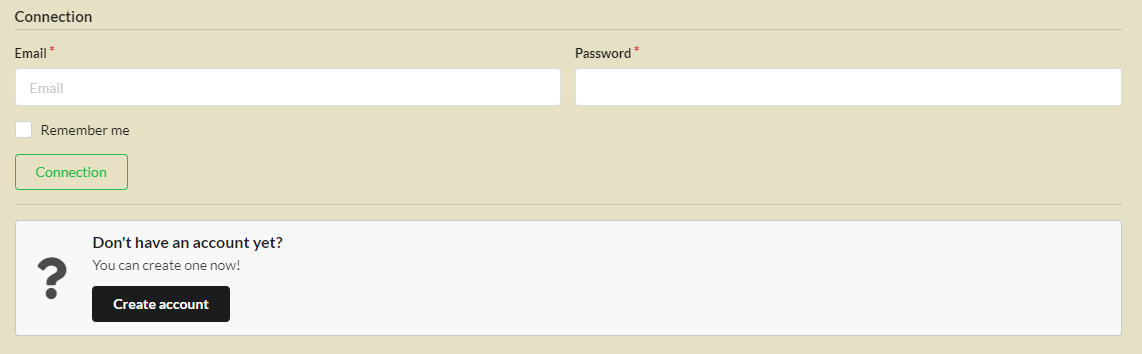 Connection
Email * Password *
Email
Remember me
Connection
Don't have an account yet?
You can create one now!
Create account